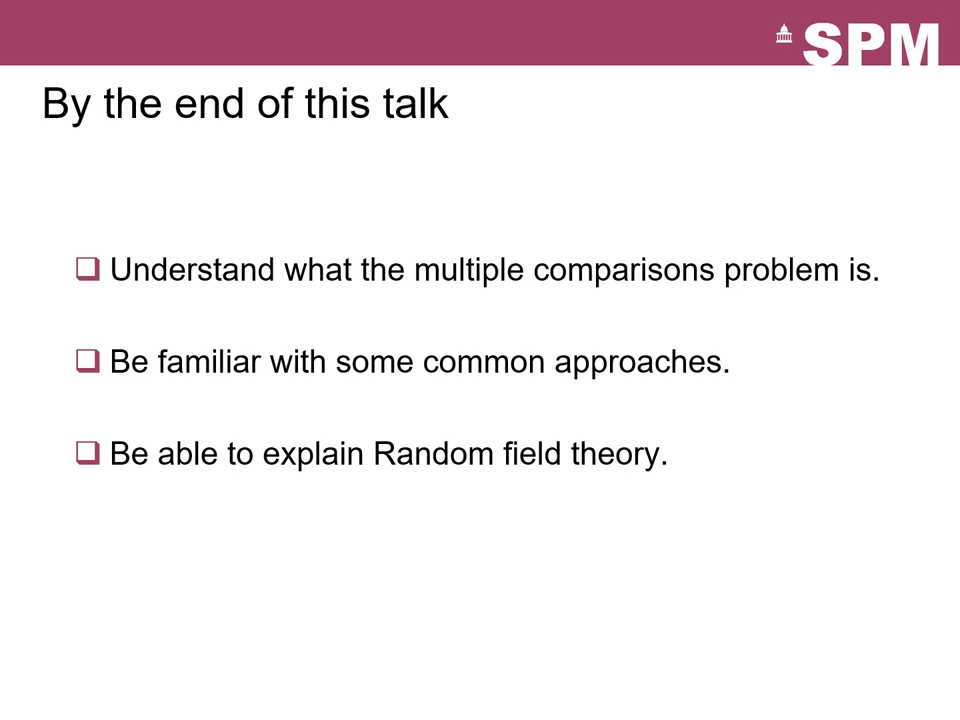 SPM
By the end of this talk
Understand what the multiple comparisons problem is.
Be familiar with some common approaches.
Be able to explain Random field theory.